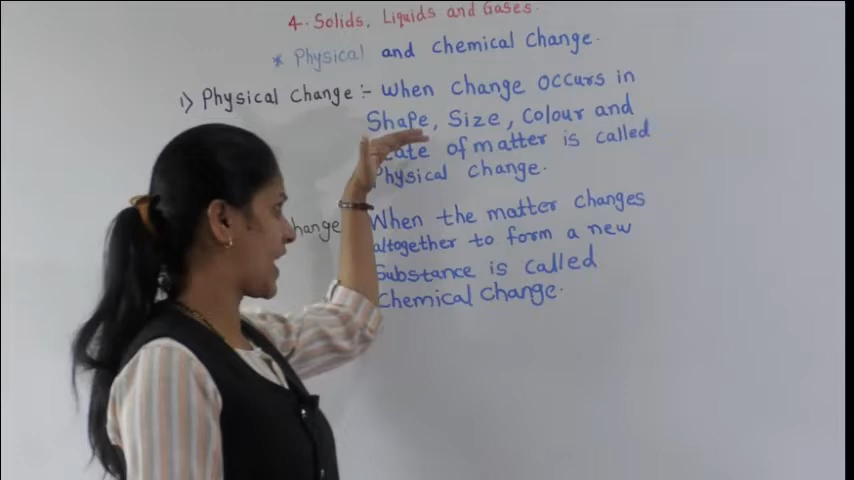 4. Solids, Liquids and Gases.
* Physical and chemical change.
1) Physical change :- when change occurs in
Shape, Size, Colour and
of matter is called
Physical change.
When the matter changes
altogether to form a new
Substance is called
Chemical change.